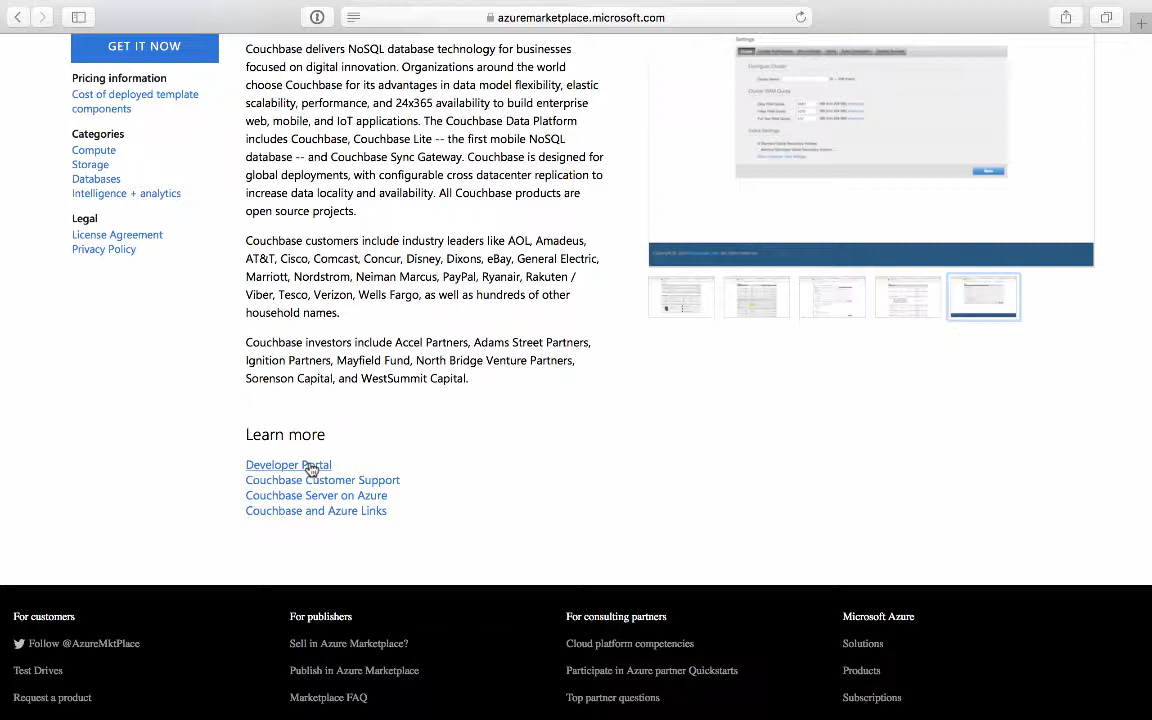 azuremarketplace.microsoft.com
GET IT NOW
Pricing information
Cost of deployed template
components
Categories
Compute
Storage
Databases
Intelligence + analytics
Legal
License Agreement
Privacy Policy
Couchbase delivers NoSQL database technology for businesses
focused on digital innovation. Organizations around the world
choose Couchbase for its advantages in data model flexibility, elastic
scalability, performance, and 24x365 availability to build enterprise
web, mobile, and IoT applications. The Couchbase Data Platform
includes Couchbase, Couchbase Lite -- the first mobile NoSQL
database -- and Couchbase Sync Gateway. Couchbase is designed for
global deployments, with configurable cross datacenter replication to
increase data locality and availability. All Couchbase products are
open source projects.
Couchbase customers include industry leaders like AOL, Amadeus,
AT&T, Cisco, Comcast, Concur, Disney, Dixons, eBay, General Electric,
Marriott, Nordstrom, Neiman Marcus, PayPal, Ryanair, Rakuten /
Viber, Tesco, Verizon, Wells Fargo, as well as hundreds of other
household names.
Couchbase investors include Accel Partners, Adams Street Partners,
Ignition Partners, Mayfield Fund, North Bridge Venture Partners,
Sorenson Capital, and WestSummit Capital.
Learn more
Developer Portal
Couchbase Customer Support
Couchbase Server on Azure
Couchbase and Azure Links
Settings
Configure Cluster
Cluster RAM Quota
For customers
Follow @AzureMktPlace
Test Drives
Request a product
For publishers
Sell in Azure Marketplace?
Publish in Azure Marketplace
Marketplace FAQ
For consulting partners
Cloud platform competencies
Participate in Azure partner Quickstarts
Top partner questions
Microsoft Azure
Solutions
Products
Subscriptions